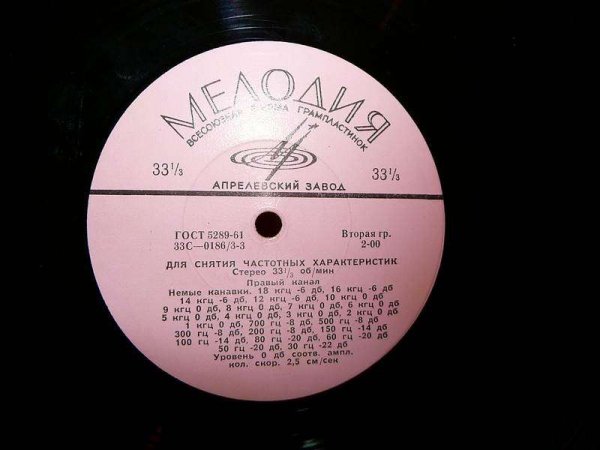 МЕЛОДИЯ
ВСЕСОЮЗНАЯ ФИРМА ГРАМПЛАСТИНОК
33⅓ 33⅓
АПРЕЛЕВСКИЙ ЗАВОД
ГОСТ 5289-61 Вторая гр.
33С—0186/3-3 2-00
ДЛЯ СНЯТИЯ ЧАСТОТНЫХ ХАРАКТЕРИСТИК
Стерео 33⅓ об/мин
Правый канал
Немые канавки. 18 кгц -6 дб, 16 кгц -6 дб
14 кгц -6 дб, 12 кгц -6 дб, 10 кгц 0 дб
9 кгц 0 дб, 8 кгц 0 дб, 7 кгц 0 дб, 6 кгц 0 дб
5 кгц 0 дб, 4 кгц 0 дб, 3 кгц 0 дб, 2 кгц 0 дб
1 кгц 0 дб, 700 гц -8 дб, 500 гц -8 дб
300 гц -8 дб, 200 гц -8 дб, 150 гц -14 дб
100 гц -14 дб, 80 гц -20 дб, 60 гц -20 дб
50 гц -20 дб, 30 гц -22 дб
Уровень 0 дб соотв. ампл.
кол. скор. 2,5 см/сек